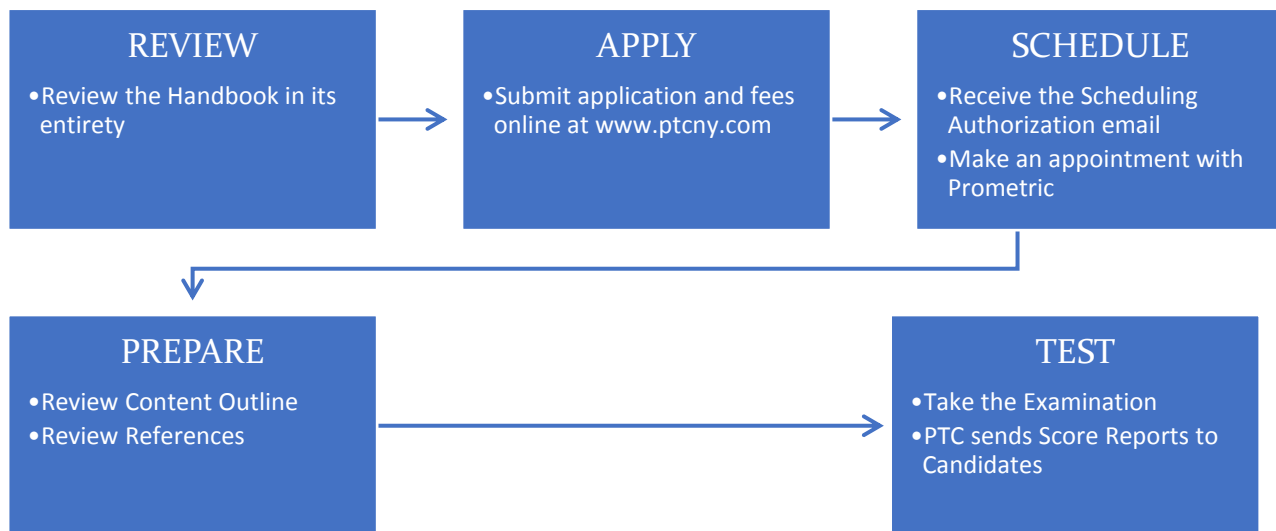 REVIEW
•Review the Handbook in its
entirety
APPLY
•Submit application and fees
online at www.ptcny.com
SCHEDULE
•Receive the Scheduling
Authorization email
•Make an appointment with
Prometric
PREPARE
•Review Content Outline
•Review References
TEST
•Take the Examination
•PTC sends Score Reports to
Candidates